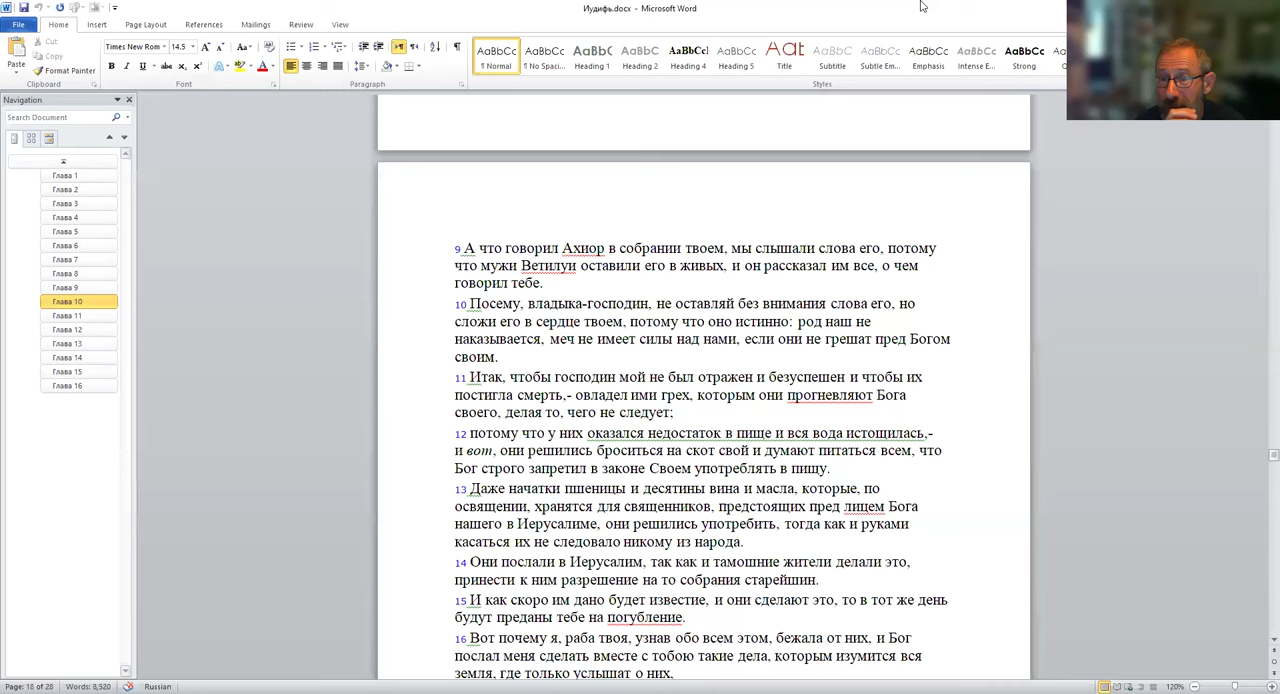 Иудифь.docx - Microsoft Word
File Home Insert Page Layout References Mailings Review View
Cut
Copy
Format Painter
Paste
Times New Rom 14.5
AaBbCc AaBbCc AaBbC AaBbC AaBbCcl AaBbCc Aat AaBbCc AaBbCc AaBbCc AaBbCc AaBbCc
¶ Normal ¶ No Spaci... Heading 1 Heading 2 Heading 4 Heading 5 Title Subtitle Subtle Em... Emphasis Intense E... Strong
Clipboard Font Paragraph Styles
Navigation
Search Document
Глава 1
Глава 2
Глава 3
Глава 4
Глава 5
Глава 6
Глава 7
Глава 8
Глава 9
Глава 10
Глава 11
Глава 12
Глава 13
Глава 14
Глава 15
Глава 16
9 А что говорил Ахиор в собрании твоем, мы слышали слова его, потому
что мужи Ветилуи оставили его в живых, и он рассказал им все, о чем
говорил тебе.
10 Посему, владыка-господин, не оставляй без внимания слова его, но
сложи его в сердце твоем, потому что оно истинно: род наш не
наказывается, меч не имеет силы над нами, если они не грешат пред Богом
своим.
11 Итак, чтобы господин мой не был отражен и безуспешен и чтобы их
постигла смерть,- овладел ими грех, которым они прогневляют Бога
своего, делая то, чего не следует;
12 потому что у них оказался недостаток в пище и вся вода истощилась,-
и вот, они решились броситься на скот свой и думают питаться всем, что
Бог строго запретил в законе Своем употреблять в пищу.
13 Даже начатки пшеницы и десятины вина и масла, которые, по
освящении, хранятся для священников, предстоящих пред лицем Бога
нашего в Иерусалиме, они решились употребить, тогда как и руками
касаться их не следовало никому из народа.
14 Они послали в Иерусалим, так как и тамошние жители делали это,
принести к ним разрешение на то собрания старейшин.
15 И как скоро им дано будет известие, и они сделают это, то в тот же день
будут преданы тебе на погубление.
16 Вот почему я, раба твоя, узнав обо всем этом, бежала от них, и Бог
послал меня сделать вместе с тобою такие дела, которым изумится вся
земля, где только услышат о них,
Page: 18 of 28 Words: 8,520 Russian 120%